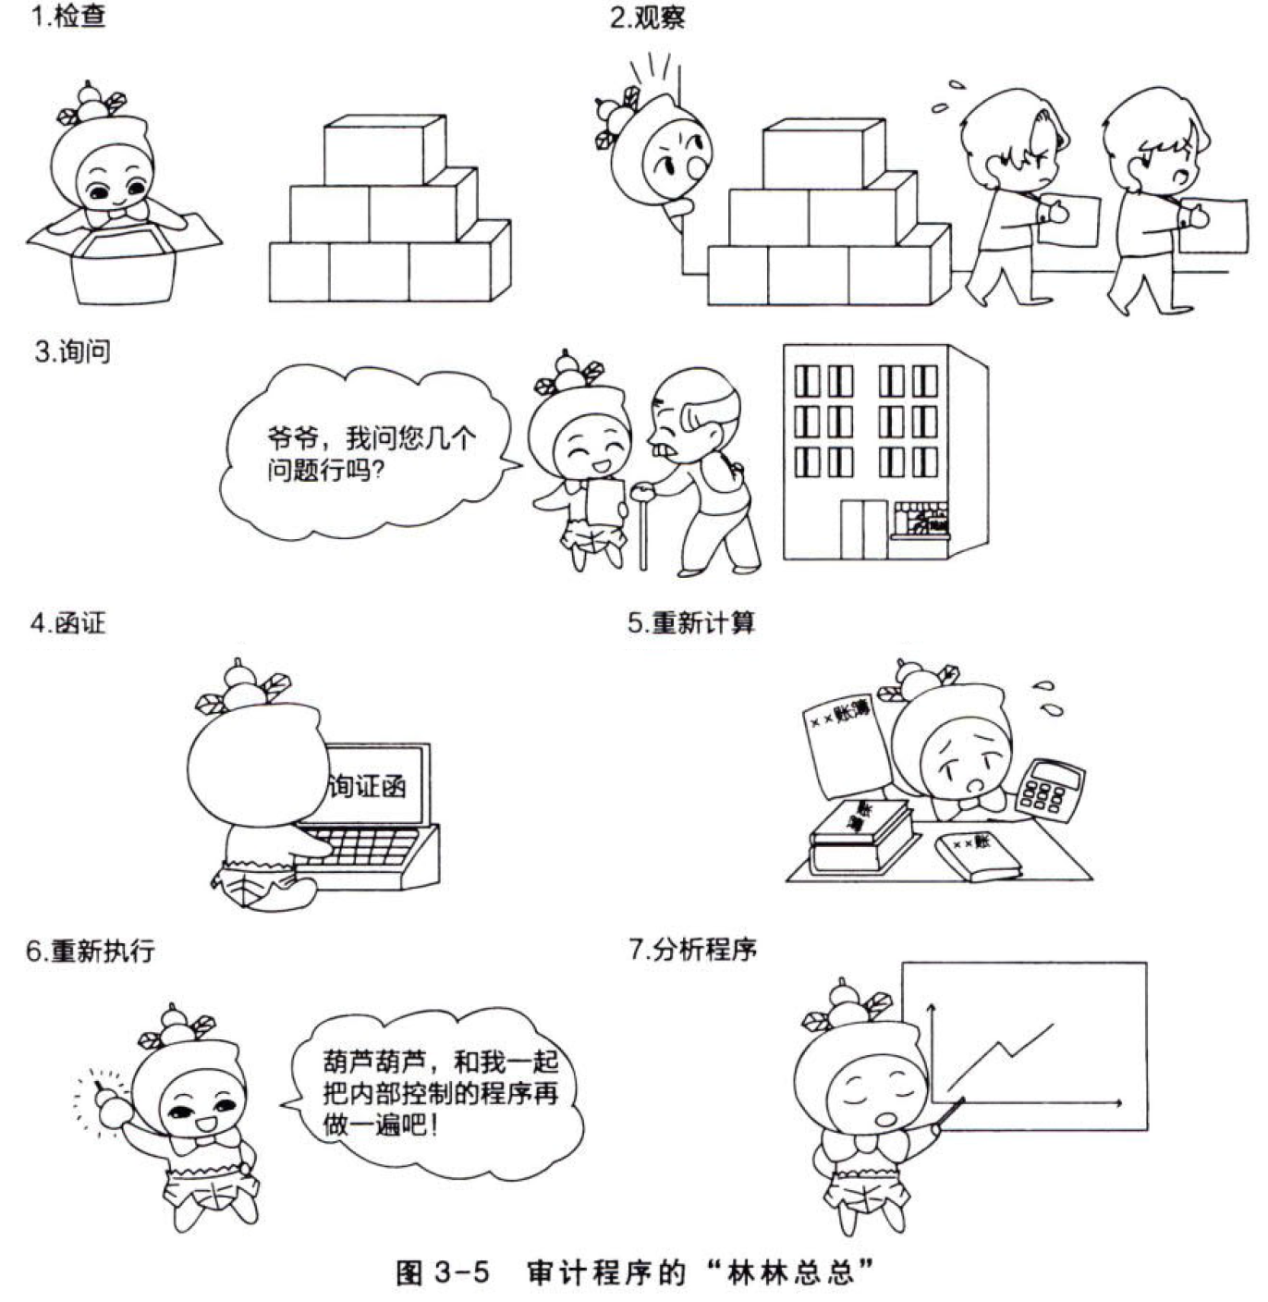 1.检查
2.观察
3.询问
爷爷，我问您几个
问题行吗？
4.函证
询证函
5.重新计算
××账簿
××账
6.重新执行
葫芦葫芦，和我一起
把内部控制的程序再
做一遍吧！
7.分析程序
图 3-5 审计程序的“林林总总”